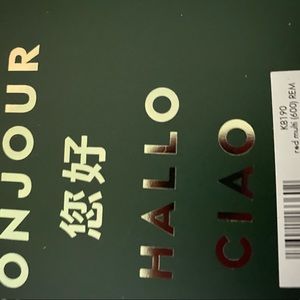 ONJOUR
您好
HALLO
CIAO
K8190
red multi (600) REM